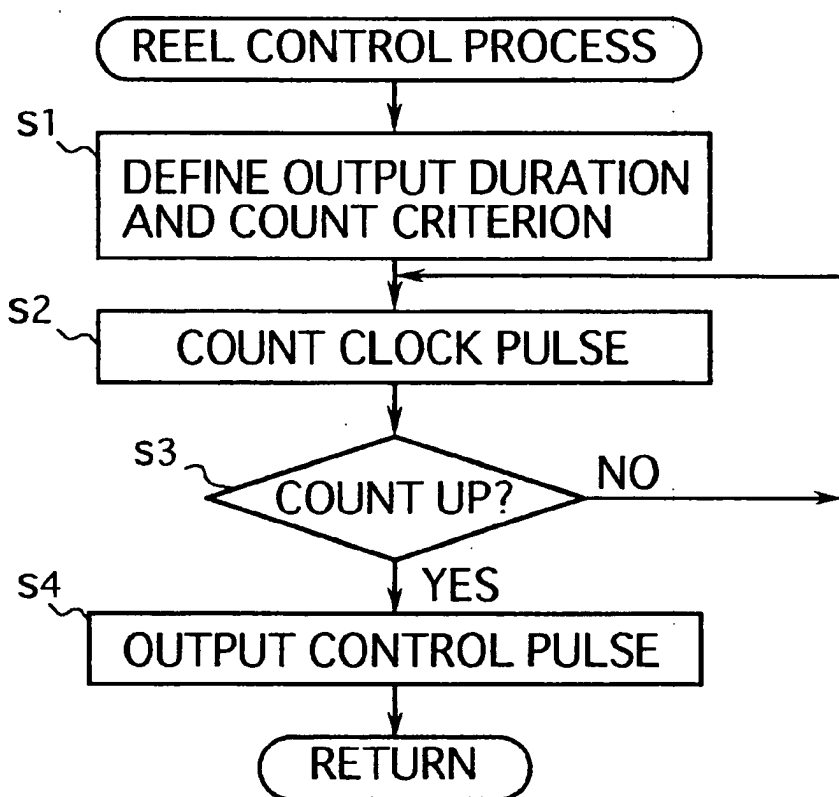 REEL CONTROL PROCESS
S1
DEFINE OUTPUT DURATION
AND COUNT CRITERION
S2
COUNT CLOCK PULSE
S3
COUNT UP?
NO
YES
S4
OUTPUT CONTROL PULSE
RETURN